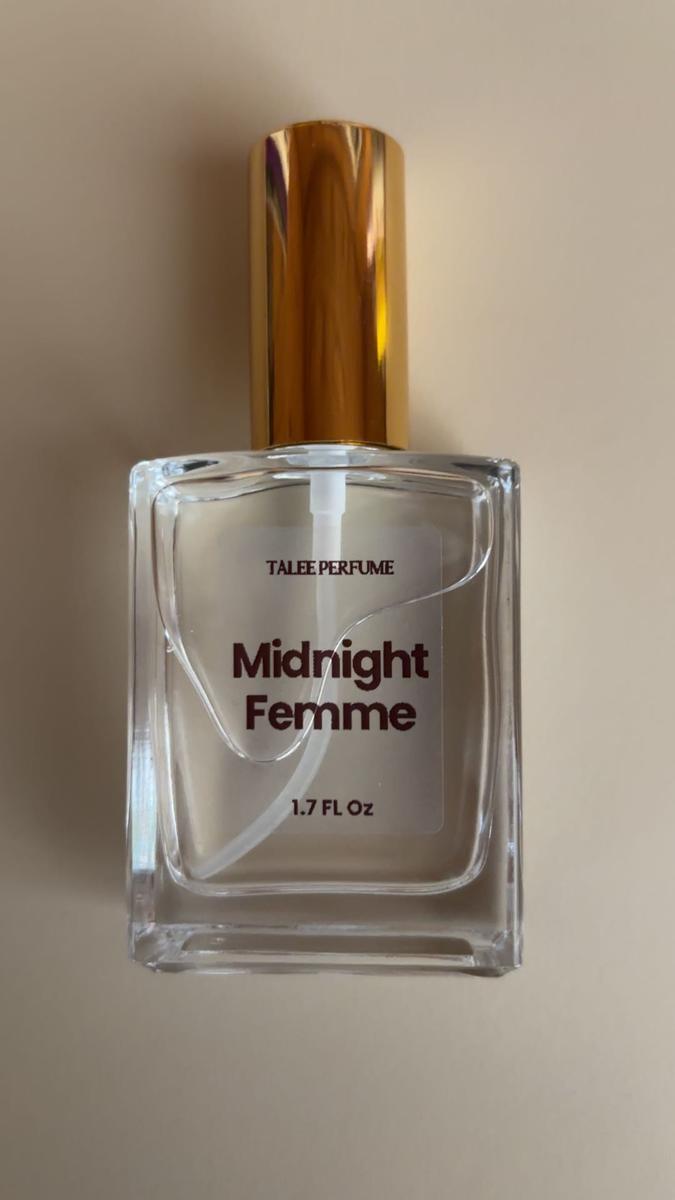 TALEE PERFUME
Midnight
Femme
1.7 FL Oz